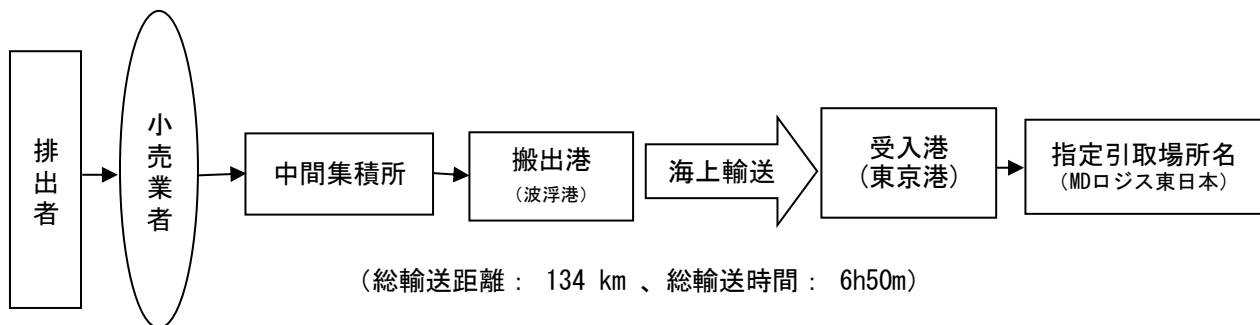 排出者
小売業者
中間集積所
搬出港
(波浮港)
海上輸送
受入港
(東京港)
指定引取場所名
(MDロジス東日本)
(総輸送距離: 134 km 、総輸送時間: 6h50m)